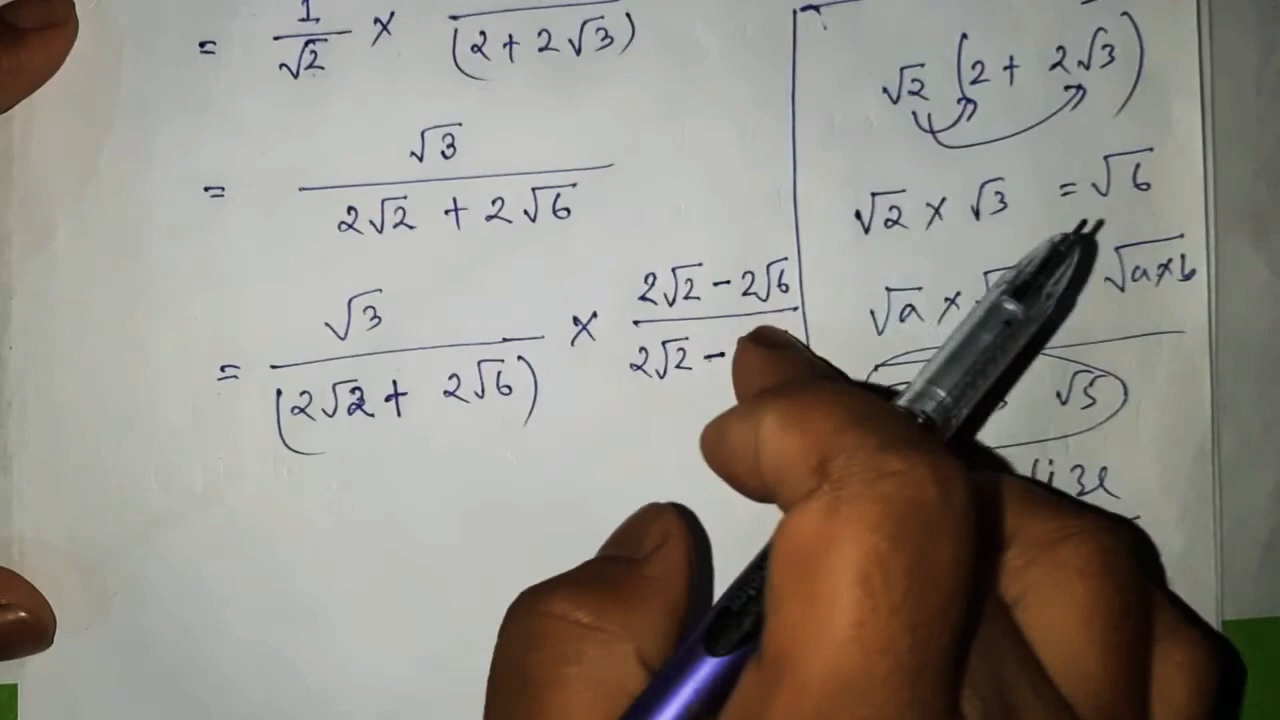 = 1/√2 × /(2 + 2√3)
= √3/(2√2 + 2√6)
= √3/(2√2 + 2√6) × (2√2 - 2√6)/(2√2 -
√2 (2 + 2√3)
√2 × √3 = √6
√a × √a×b
√5